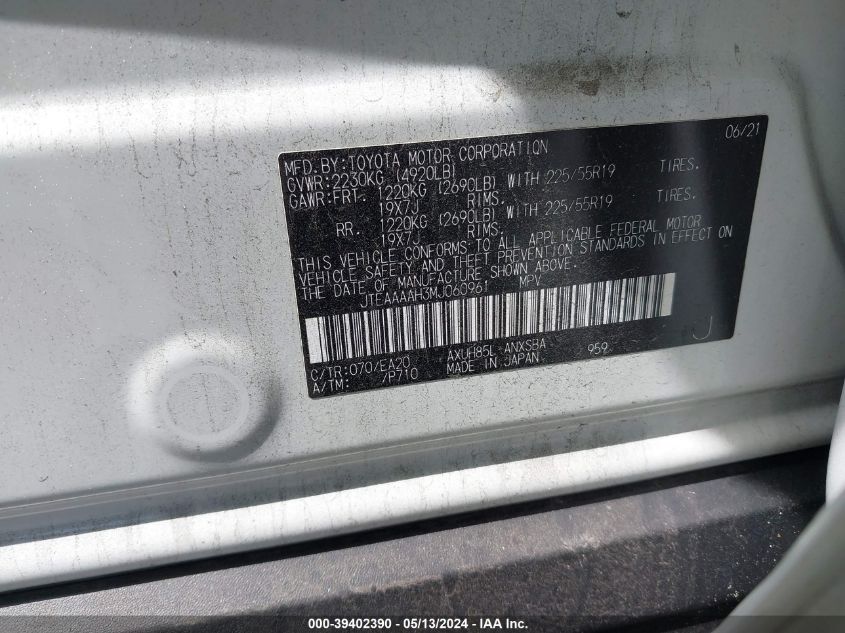 06/21
MFD.BY:TOYOTA MOTOR CORPORATION
GVWR:2230KG (4920LB)
GAWR:FRT. 1220KG (2690LB) WITH 225/55R19 TIRES.
19X7J RIMS.
RR. 1220KG (2690LB) WITH 225/55R19 TIRES.
19X7J RIMS.
THIS VEHICLE CONFORMS TO ALL APPLICABLE FEDERAL MOTOR
VEHICLE SAFETY AND THEFT PREVENTION STANDARDS IN EFFECT ON
THE DATE OF MANUFACTURE SHOWN ABOVE.
JTEAAAAH3MJ060961 MPV
J
C/TR:070/EA20 AXUH85L-ANXSBA 959
A/TM: /P710 MADE IN JAPAN
000-39402390 - 05/13/2024 - IAAI.com.